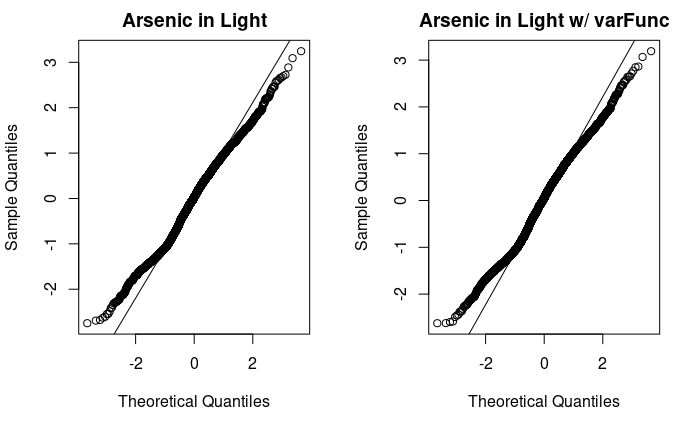 Arsenic in Light
Sample Quantiles
3
2
1
0
-1
-2
-2 0 2
Theoretical Quantiles
Arsenic in Light w/ varFunc
Sample Quantiles
3
2
1
0
-1
-2
-2 0 2
Theoretical Quantiles